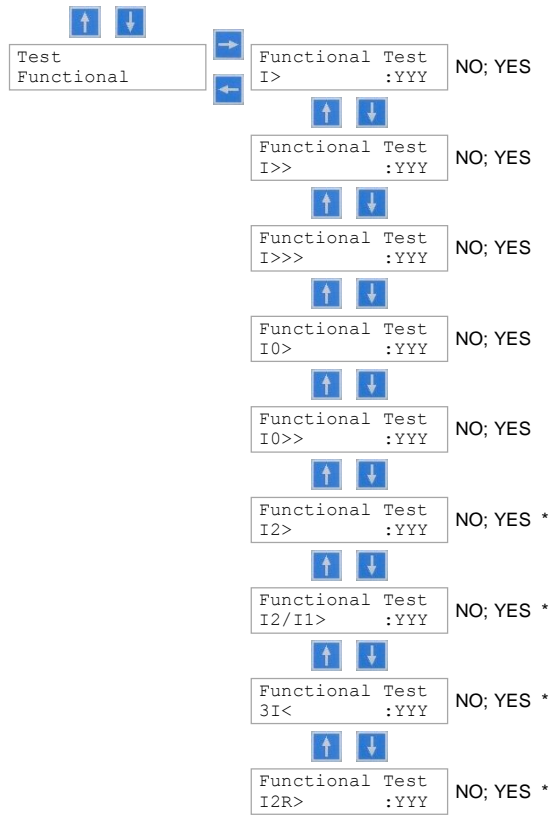 Test
Functional
Functional Test
I> :YYY
NO; YES
Functional Test
I>> :YYY
NO; YES
Functional Test
I>>> :YYY
NO; YES
Functional Test
I0> :YYY
NO; YES
Functional Test
I0>> :YYY
NO; YES
Functional Test
I2> :YYY
NO; YES *
Functional Test
I2/I1> :YYY
NO; YES *
Functional Test
3I< :YYY
NO; YES *
Functional Test
I2R> :YYY
NO; YES *